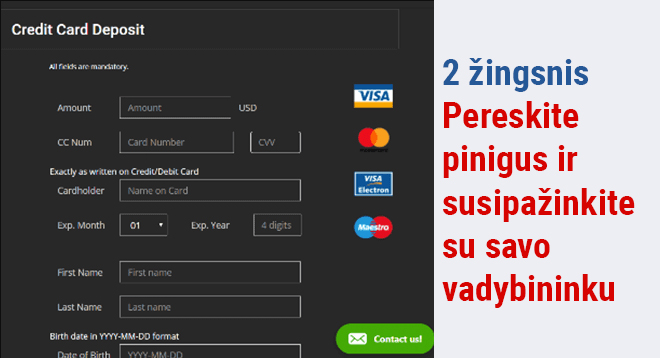 Credit Card Deposit
All fields are mandatory.
Amount Amount USD
VISA
CC Num Card Number CVV
MasterCard
Exactly as written on Credit/Debit Card
Cardholder Name on Card
VISA
Electron
Exp. Month 01 Exp. Year 4 digits
Maestro
First Name First name
Last Name Last name
Birth date in YYYY-MM-DD format
Date of Birth YYYY-MM-DD
Contact us!
2 žingsnis
Pereskite
pinigus ir
susipažinkite
su savo
vadybininku